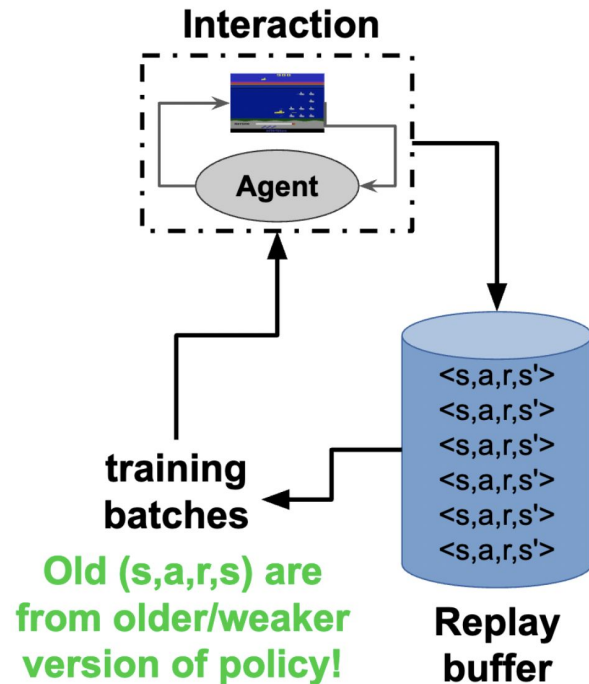 Interaction
Agent
<s,a,r,s'>
<s,a,r,s'>
<s,a,r,s'>
<s,a,r,s'>
<s,a,r,s'>
<s,a,r,s'>
training
batches
Old (s,a,r,s) are
from older/weaker
version of policy!
Replay
buffer